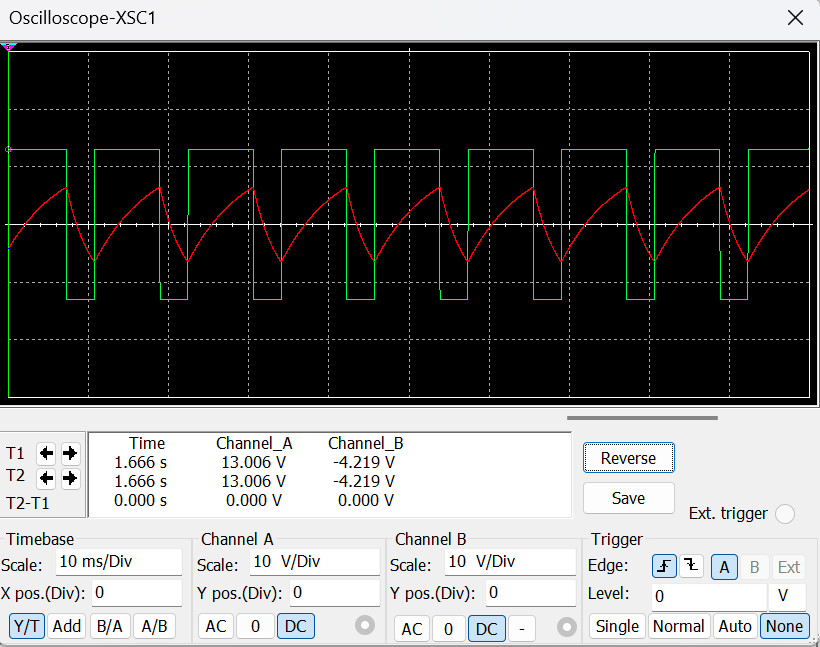 Oscilloscope-XSC1
Time Channel_A Channel_B
T1 1.666 s 13.006 V -4.219 V
T2 1.666 s 13.006 V -4.219 V
T2-T1 0.000 s 0.000 V 0.000 V
Reverse
Save
Ext. trigger
Timebase
Scale: 10 ms/Div
X pos.(Div): 0
Y/T Add B/A A/B
Channel A
Scale: 10 V/Div
Y pos.(Div): 0
AC 0 DC
Channel B
Scale: 10 V/Div
Y pos.(Div): 0
AC 0 DC -
Trigger
Edge: A B Ext
Level: 0 V
Single Normal Auto None